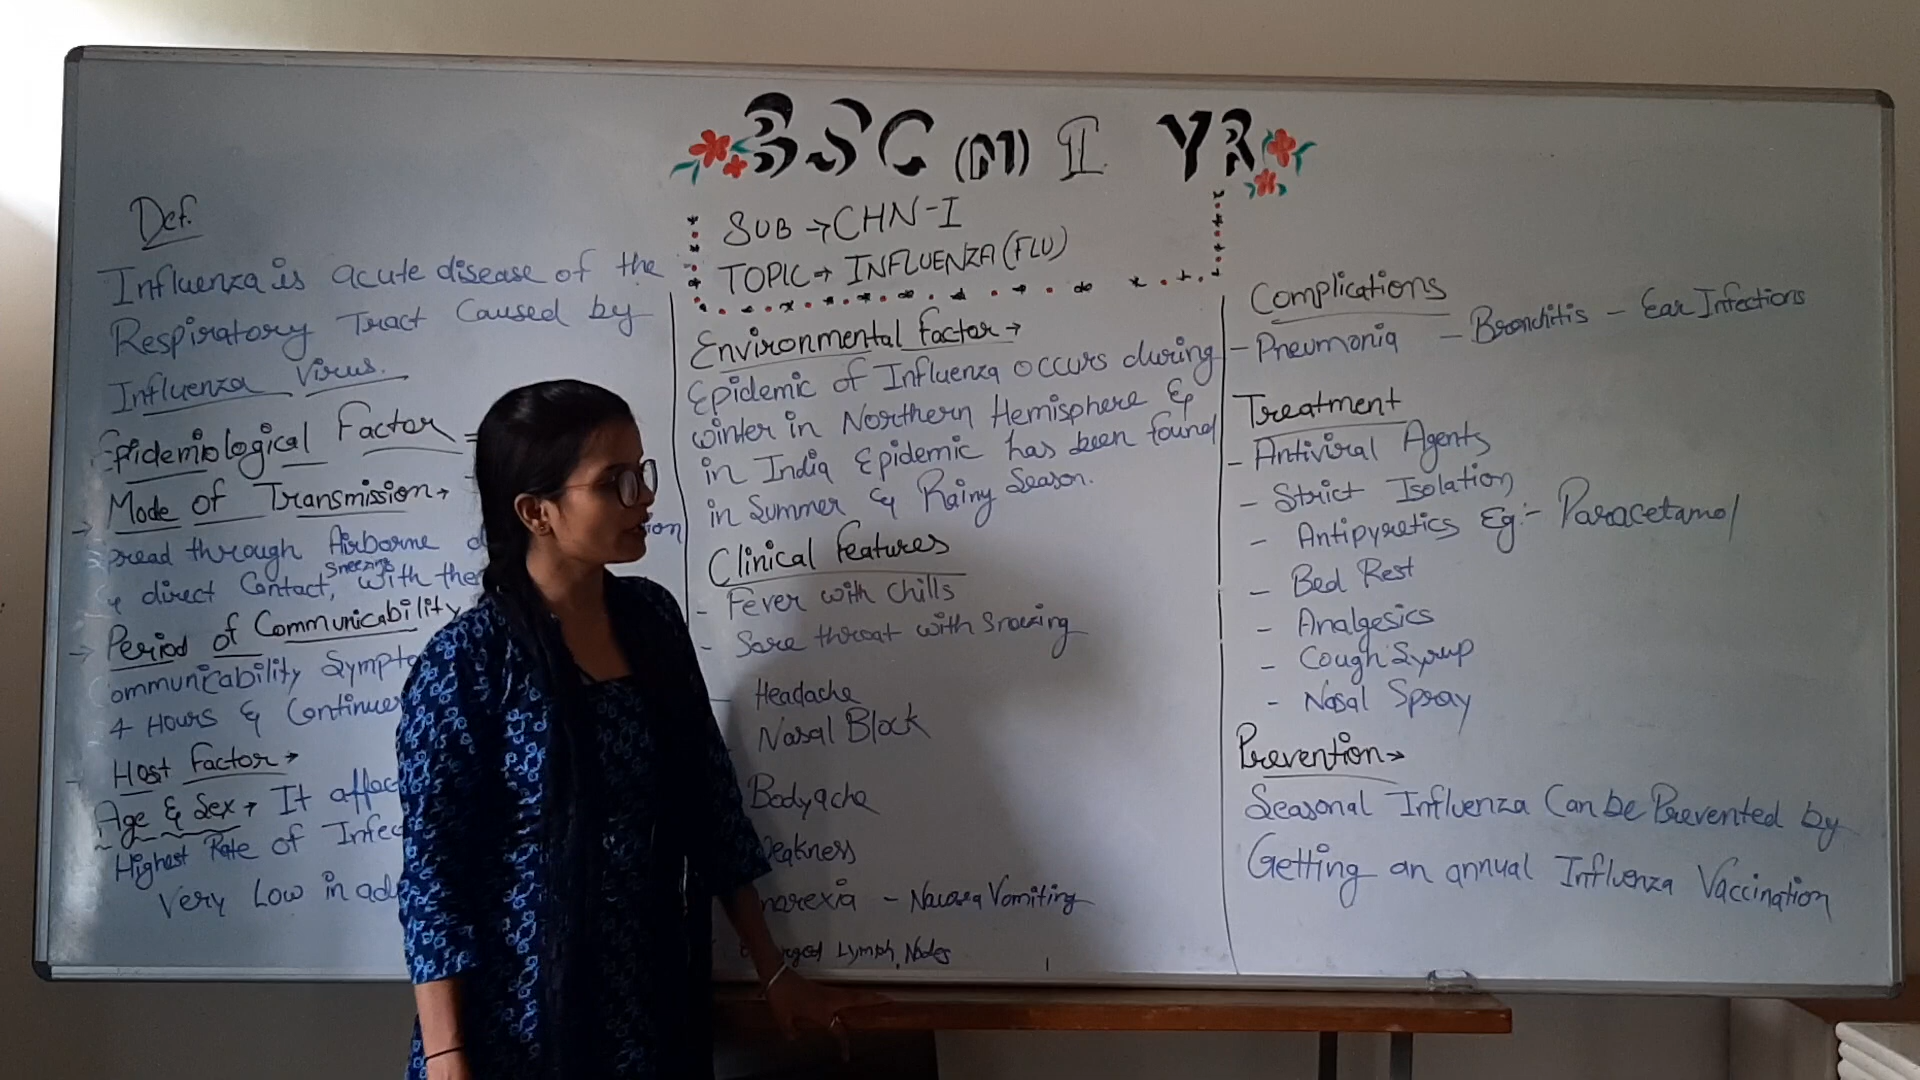 BSC (N) I YR
SUB → CHN-I
TOPIC → INFLUENZA (FLU)
Def.
Influenza is acute disease of the
Respiratory Tract Caused by
Influenza Virus.
Epidemiological Factor =
→ Mode of Transmission →
spread through Airborne
& direct Contact, sneezing with the
→ Period of Communicability
Communicability Sympto
4 Hours & Continues
- Host Factor →
Age & Sex → It affec
Highest Rate of Infec
Very Low in ad
Environmental Factor →
Epidemic of Influenza occurs during
winter in Northern Hemisphere &
in India Epidemic has been found
in Summer & Rainy Season.
Clinical Features
- Fever with chills
- Sore throat with Sneezing
- Headache
- Nasal Block
Bodyache
Weakness
norexia - Nausea Vomiting
rged Lymph Nodes
Complications
- Pneumonia - Bronchitis - Ear Infections
Treatment
- Antiviral Agents
- Strict Isolation
- Antipyretics Eg:- Paracetamol
- Bed Rest
- Analgesics
- Cough Syrup
- Nasal Spray
Prevention →
Seasonal Influenza Can be Prevented by
Getting an annual Influenza Vaccination